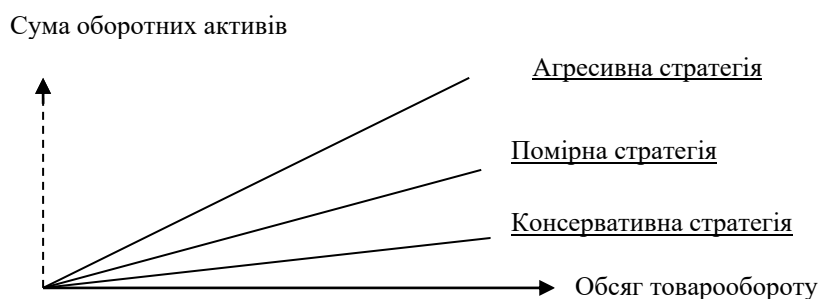 Сума оборотних активів
Агресивна стратегія
Помірна стратегія
Консервативна стратегія
Обсяг товарообороту